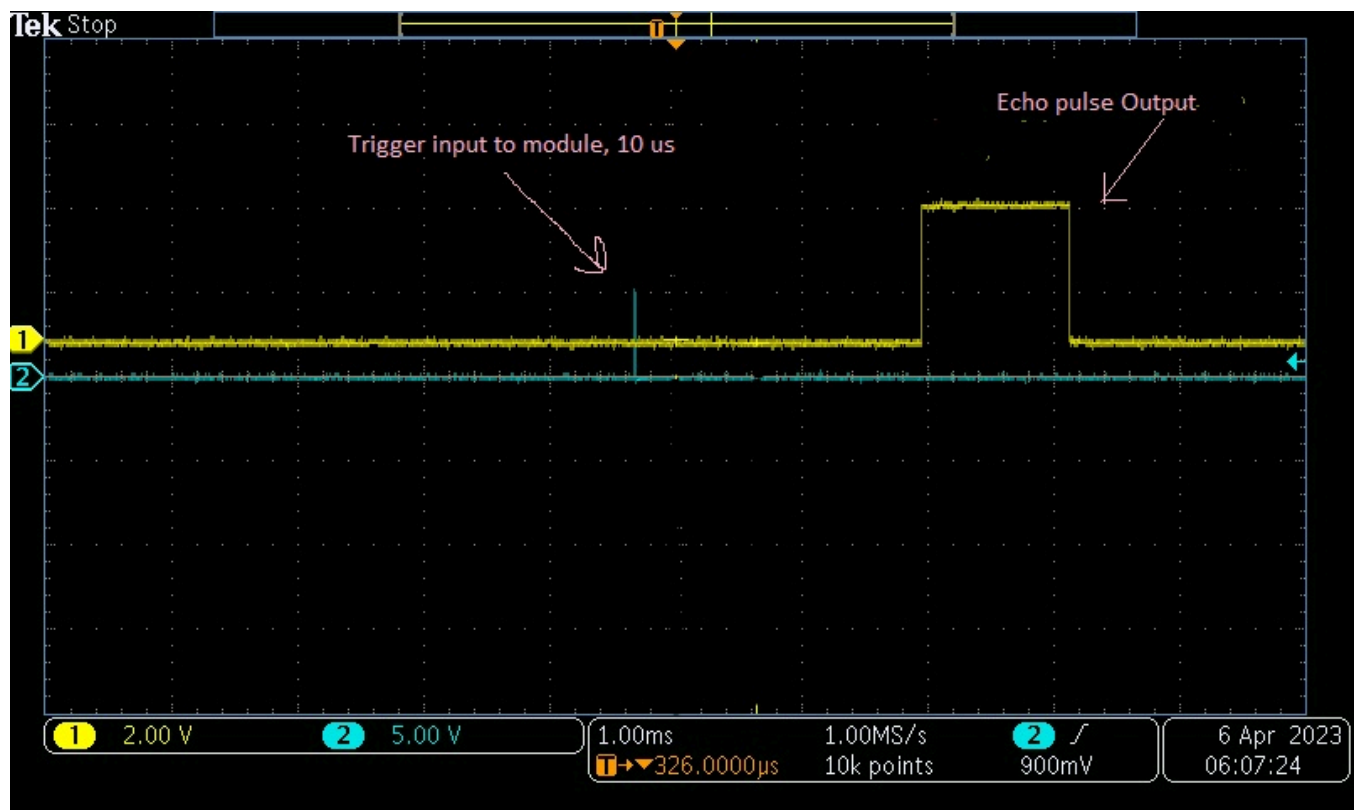 Tek Stop
T
Echo pulse Output
Trigger input to module, 10 us
1
2
1 2.00 V 2 5.00 V 1.00ms 1.00MS/s 2 6 Apr 2023
T 326.0000µs 10k points 900mV 06:07:24